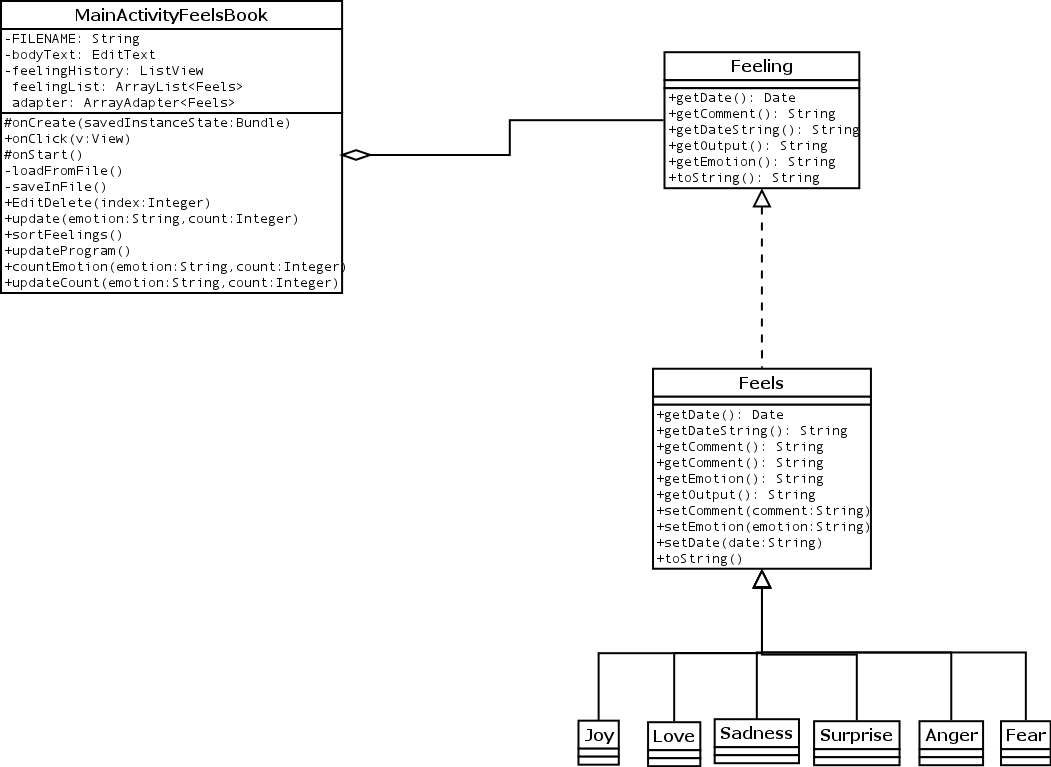 MainActivityFeelsBook
-FILENAME: String
-bodyText: EditText
-feelingHistory: ListView
feelingList: ArrayList<Feels>
adapter: ArrayAdapter<Feels>
#onCreate(savedInstanceState:Bundle)
+onClick(v:View)
#onStart()
-loadFromFile()
-saveInFile()
+EditDelete(index:Integer)
+update(emotion:String,count:Integer)
+sortFeelings()
+updateProgram()
+countEmotion(emotion:String,count:Integer)
+updateCount(emotion:String,count:Integer)
Feeling
+getDate(): Date
+getComment(): String
+getDateString(): String
+getOutput(): String
+getEmotion(): String
+toString(): String
Feels
+getDate(): Date
+getDateString(): String
+getComment(): String
+getComment(): String
+getEmotion(): String
+getOutput(): String
+setComment(comment:String)
+setEmotion(emotion:String)
+setDate(date:String)
+toString()
Joy
Love
Sadness
Surprise
Anger
Fear